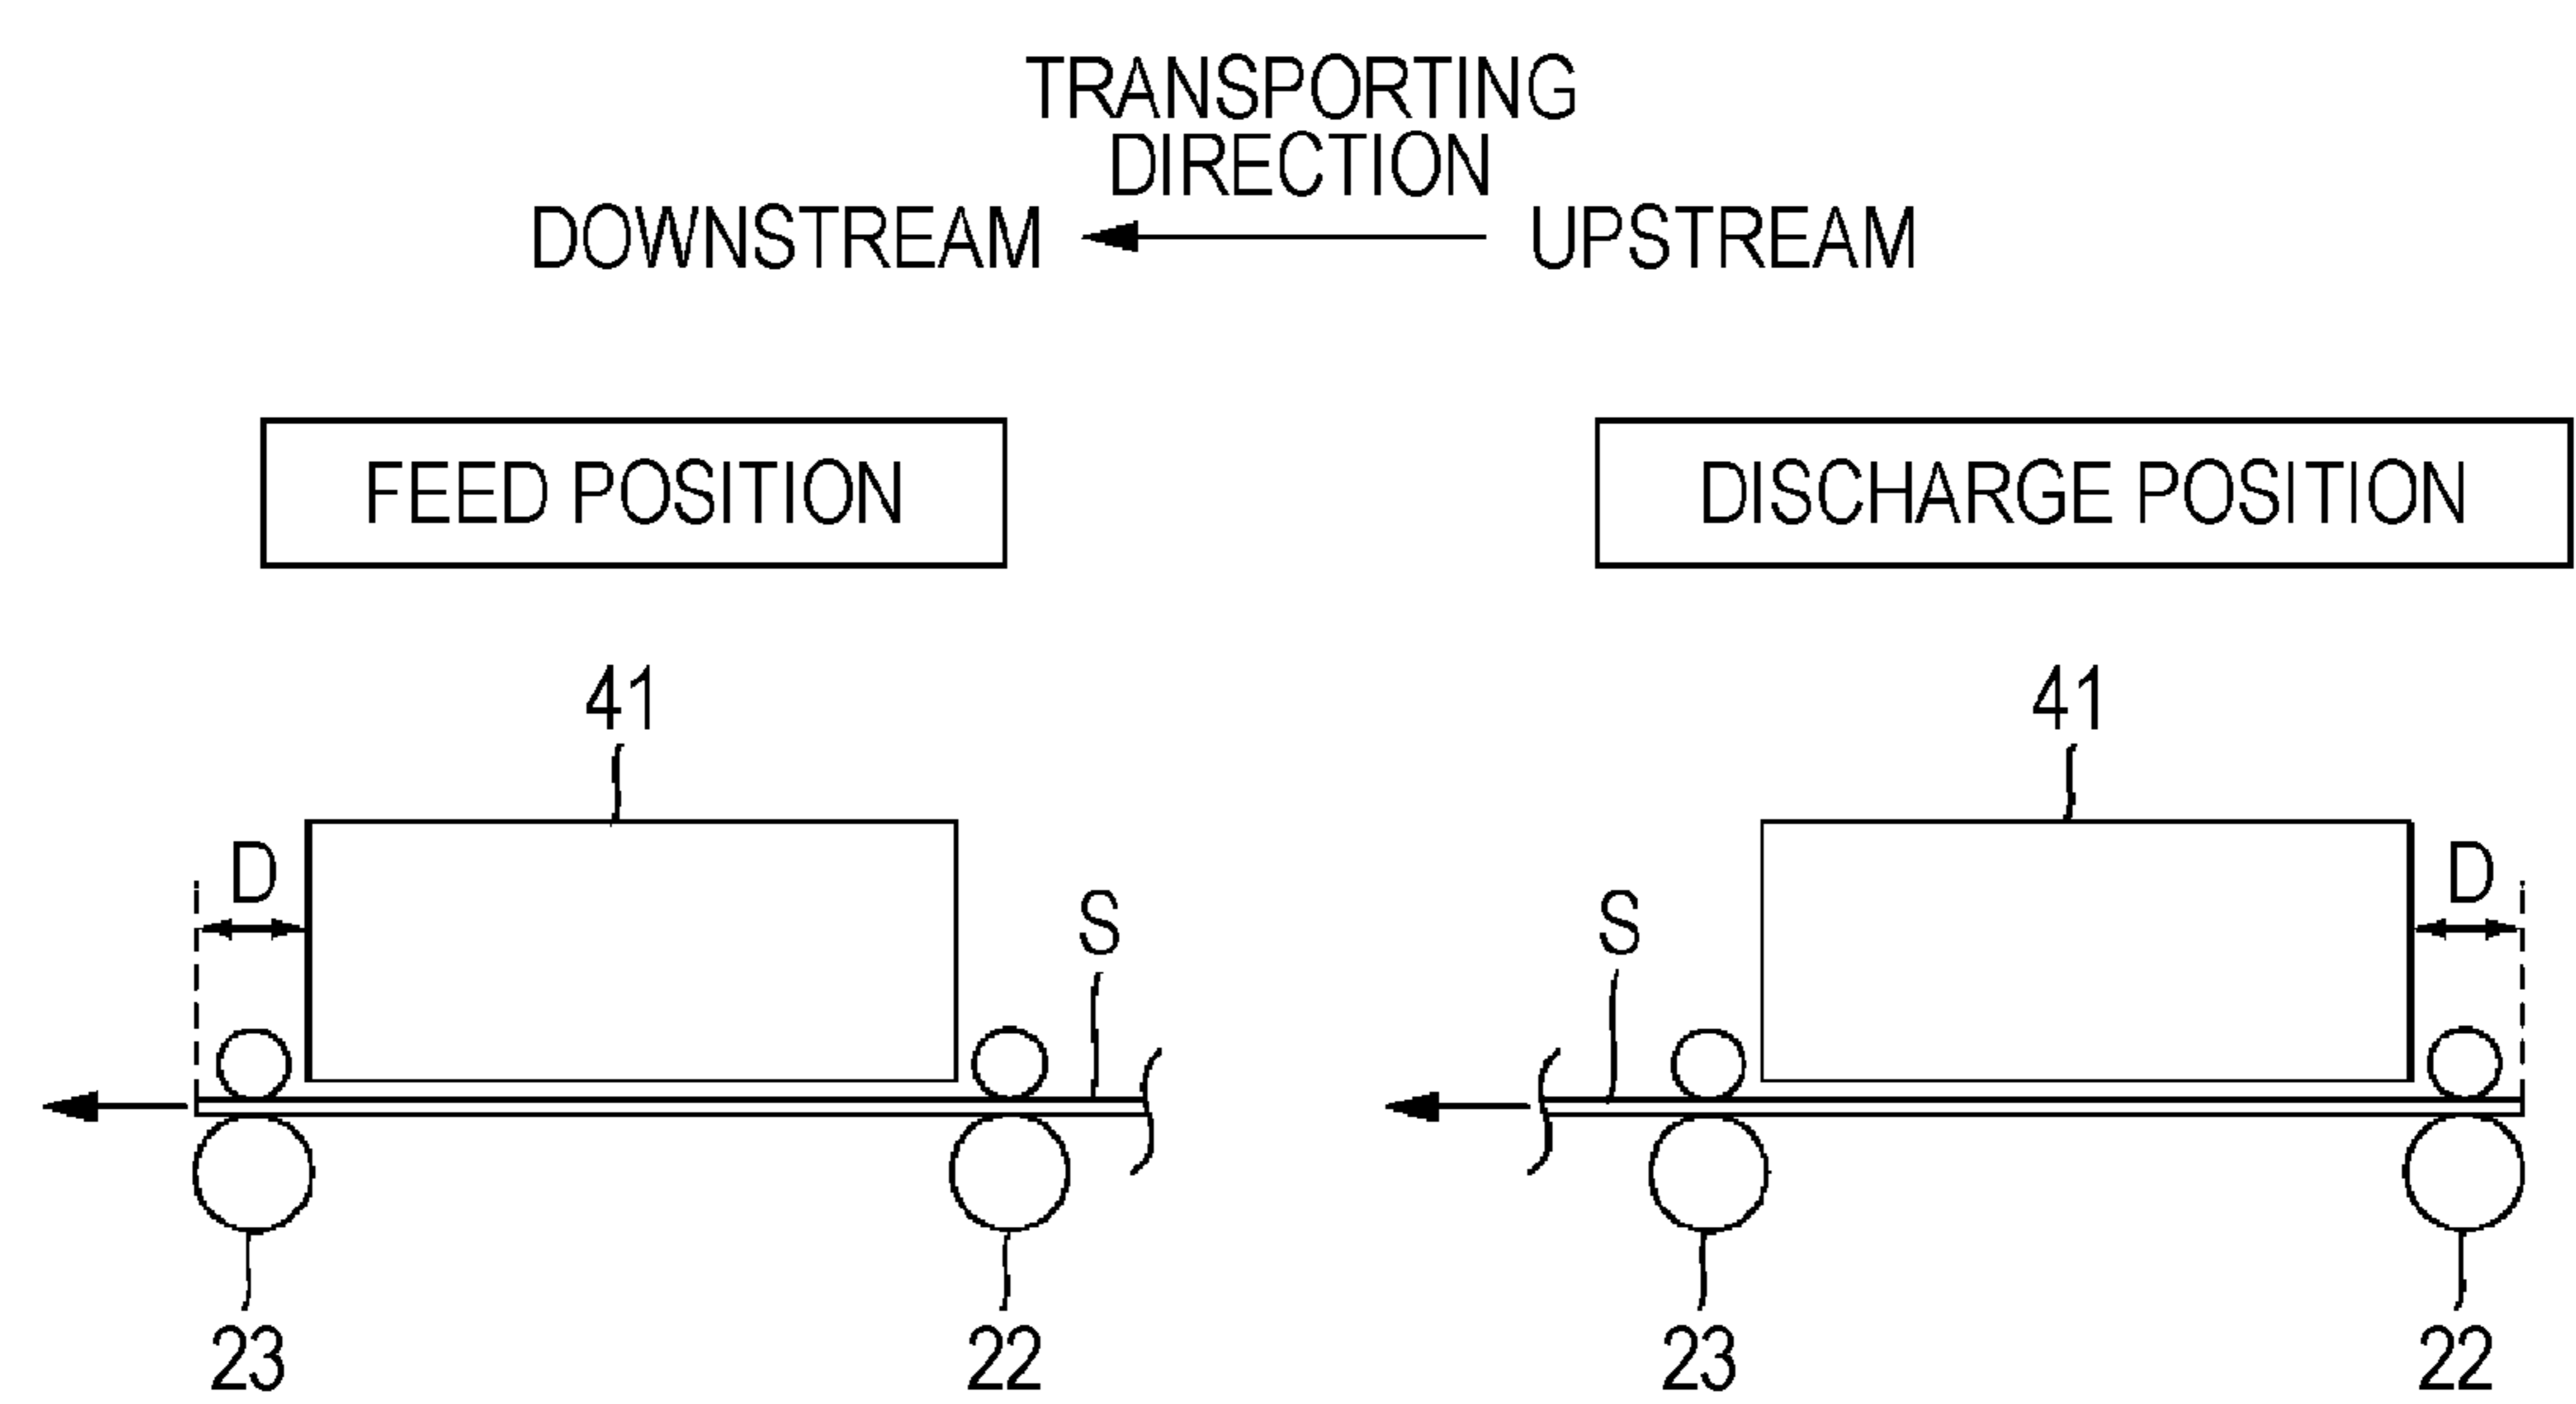 TRANSPORTING
DIRECTION
DOWNSTREAM
UPSTREAM
FEED POSITION
DISCHARGE POSITION
41
41
D
D
S
S
23
22
23
22